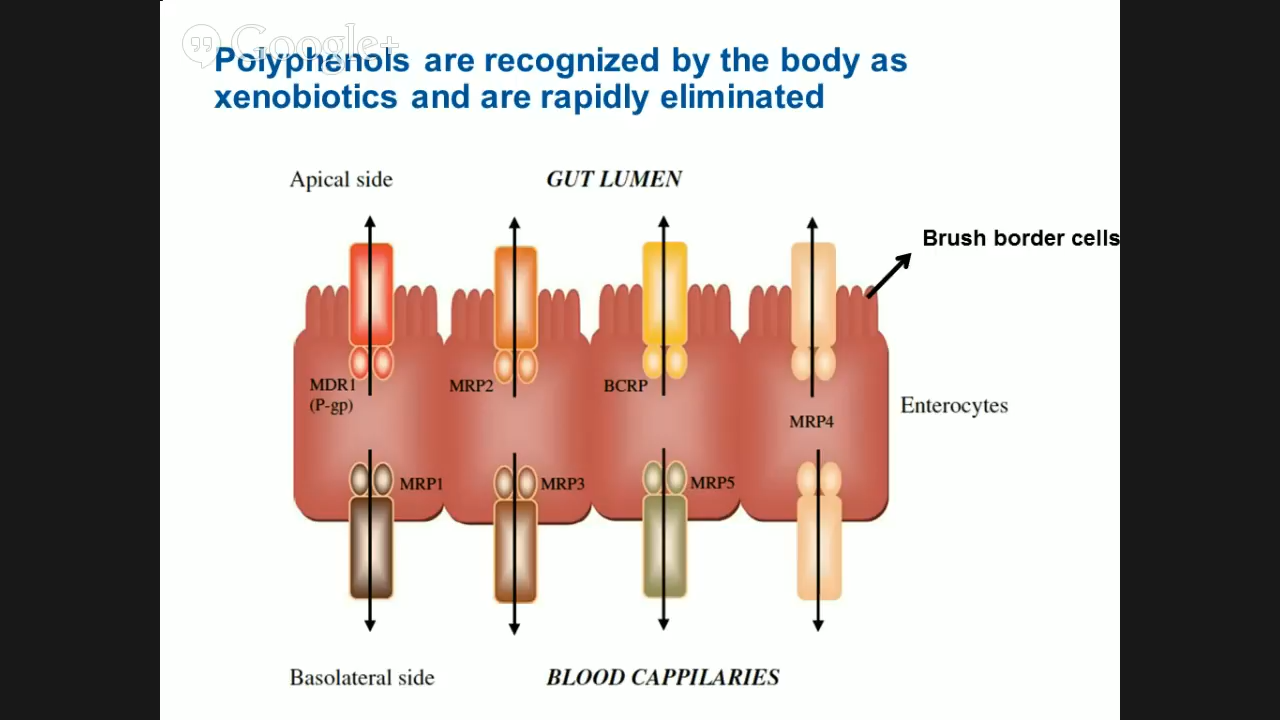 Google+
Polyphenols are recognized by the body as
xenobiotics and are rapidly eliminated
Apical side
GUT LUMEN
Brush border cells
MDR1
(P-gp)
MRP2
BCRP
MRP4
Enterocytes
MRP1
MRP3
MRP5
Basolateral side
BLOOD CAPPILARIES